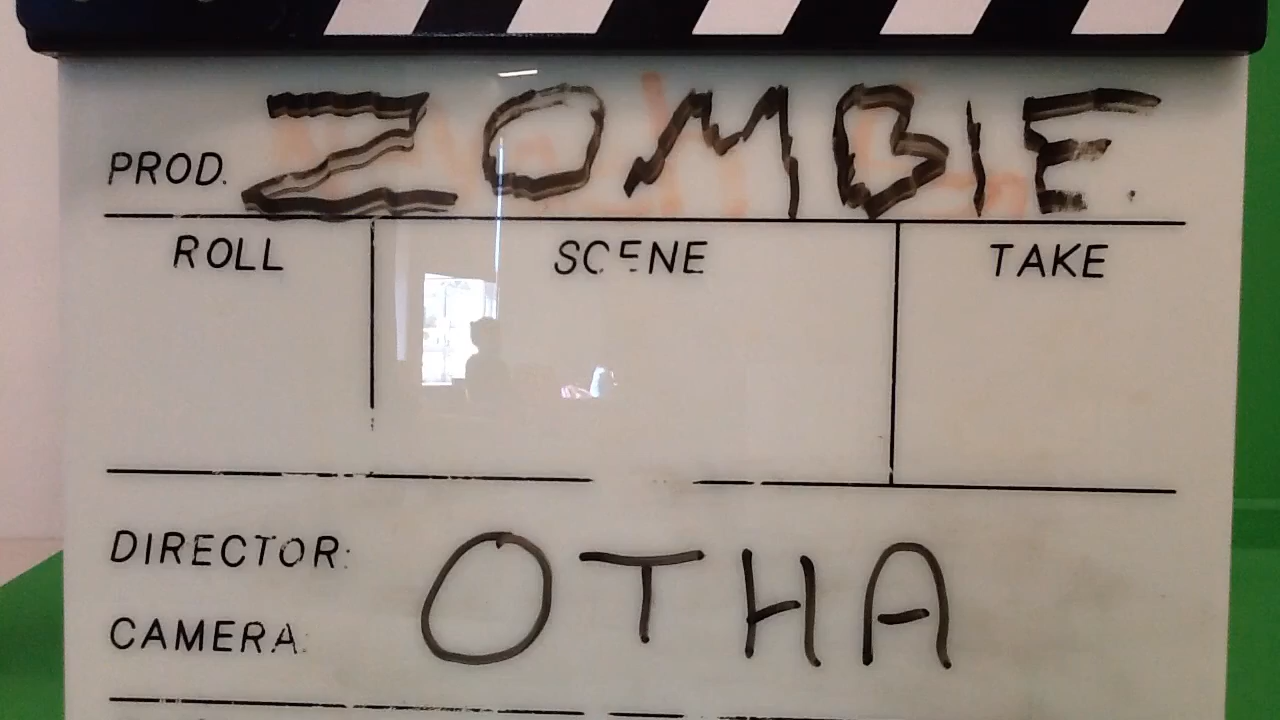 PROD. ZOMBIE.
ROLL SCENE TAKE
DIRECTOR: OTHA
CAMERA: